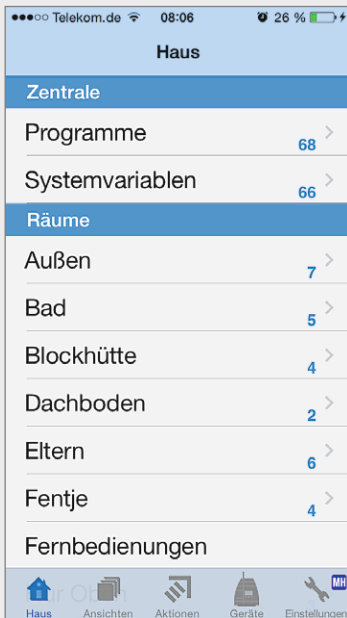 Telekom.de 08:06 26 %
Haus
Zentrale
Programme 68
Systemvariablen 66
Räume
Außen 7
Bad 5
Blockhütte 4
Dachboden 2
Eltern 6
Fentje 4
Fernbedienungen
MH
Haus Ansichten Aktionen Geräte Einstellungen